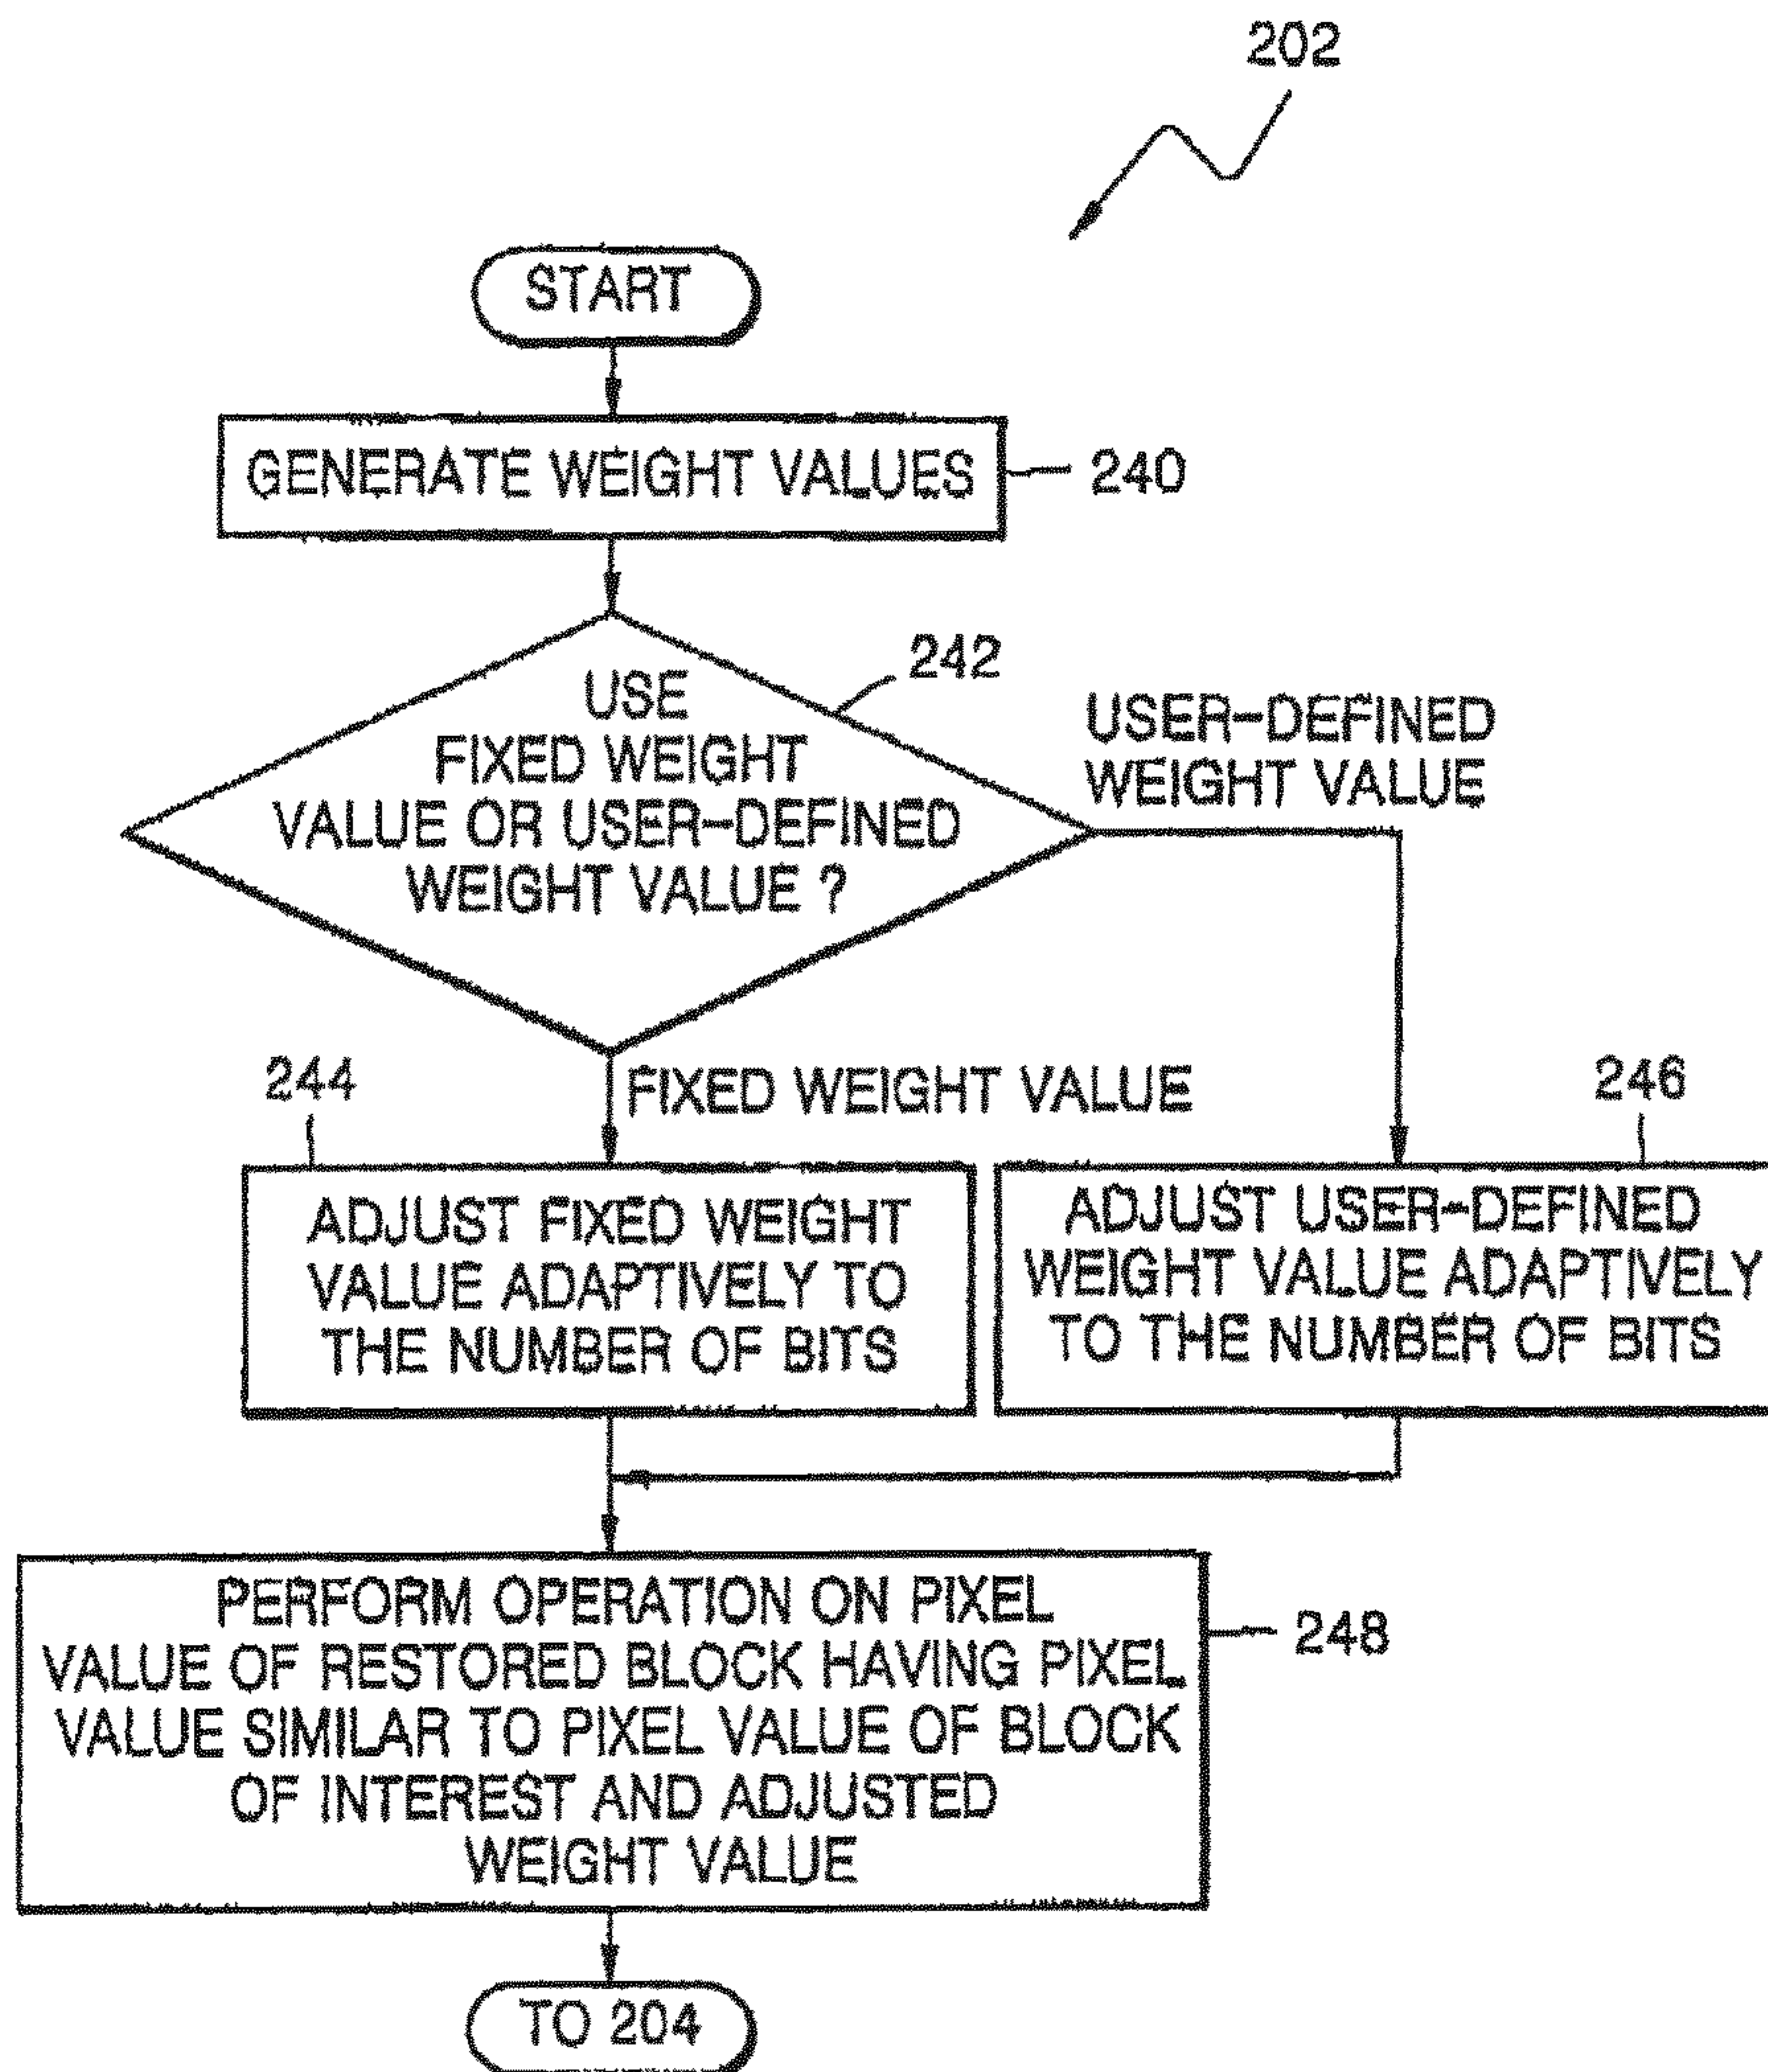 202
START
GENERATE WEIGHT VALUES
240
242
USE
FIXED WEIGHT
VALUE OR USER-DEFINED
WEIGHT VALUE ?
USER-DEFINED
WEIGHT VALUE
FIXED WEIGHT VALUE
244
ADJUST FIXED WEIGHT
VALUE ADAPTIVELY TO
THE NUMBER OF BITS
246
ADJUST USER-DEFINED
WEIGHT VALUE ADAPTIVELY
TO THE NUMBER OF BITS
PERFORM OPERATION ON PIXEL
VALUE OF RESTORED BLOCK HAVING PIXEL
VALUE SIMILAR TO PIXEL VALUE OF BLOCK
OF INTEREST AND ADJUSTED
WEIGHT VALUE
248
TO 204